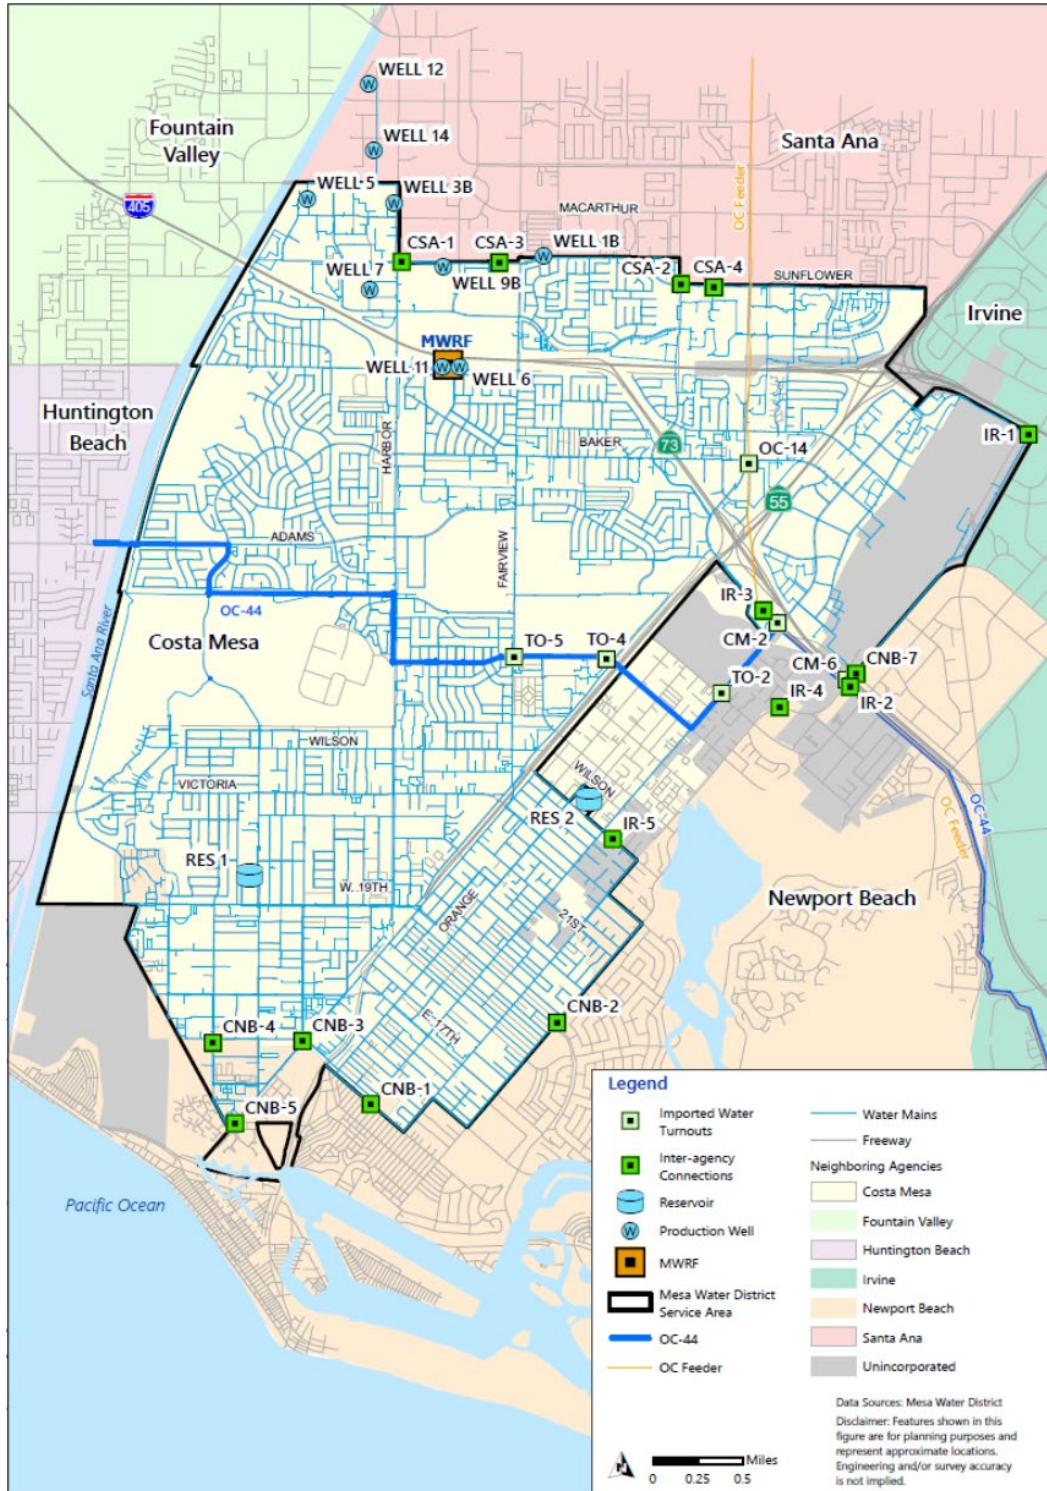 WELL 12
Fountain
Valley
WELL 14
Santa Ana
OC Feeder
405
WELL 5
WELL 3B
MACARTHUR
CSA-1
CSA-3
WELL 1B
WELL 7
WELL 9B
CSA-2
CSA-4
SUNFLOWER
Irvine
MWRF
WELL 11
WELL 6
Huntington
Beach
HARBOR
BAKER
73
IR-1
OC-14
55
ADAMS
FAIRVIEW
OC-44
IR-3
Santa Ana River
Costa Mesa
TO-5
TO-4
CM-2
CM-6
CNB-7
TO-2
IR-4
IR-2
WILSON
VICTORIA
WILSON
RES 2
IR-5
OC-44
OC Feeder
RES 1
W. 19TH
ORANGE
21ST
Newport Beach
CNB-2
E-17TH
CNB-4
CNB-3
CNB-1
CNB-5
Pacific Ocean
Legend
Imported Water
Turnouts
Inter-agency
Connections
Reservoir
W Production Well
MWRF
Mesa Water District
Service Area
OC-44
OC Feeder
Water Mains
Freeway
Neighboring Agencies
Costa Mesa
Fountain Valley
Huntington Beach
Irvine
Newport Beach
Santa Ana
Unincorporated
Data Sources: Mesa Water District
Disclaimer: Features shown in this
figure are for planning purposes and
represent approximate locations.
Engineering and/or survey accuracy
is not implied.
Miles
0 0.25 0.5